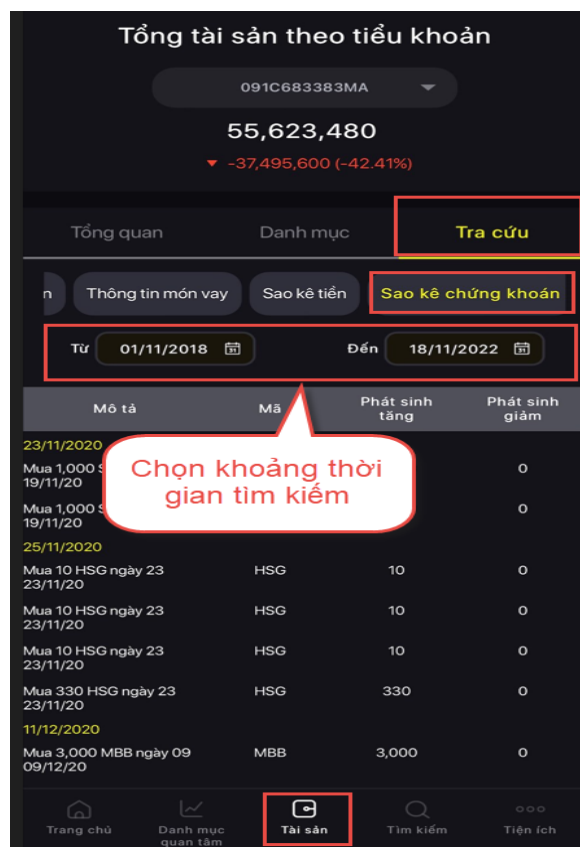 Tổng tài sản theo tiểu khoản
091C683383MA
55,623,480
-37,495,600 (-42.41%)
Tổng quan Danh mục Tra cứu
n Thông tin món vay Sao kê tiền Sao kê chứng khoán
Từ 01/11/2018 Đến 18/11/2022
Mô tả Mã Phát sinh tăng Phát sinh giảm
23/11/2020
Chọn khoảng thời
gian tìm kiếm
Mua 1,000 0
19/11/20
Mua 1,000 0
19/11/20
25/11/2020
Mua 10 HSG ngày 23 HSG 10 0
23/11/20
Mua 10 HSG ngày 23 HSG 10 0
23/11/20
Mua 10 HSG ngày 23 HSG 10 0
23/11/20
Mua 330 HSG ngày 23 HSG 330 0
23/11/20
11/12/2020
Mua 3,000 MBB ngày 09 MBB 3,000 0
09/12/20
Trang chủ Danh mục quan tâm Tài sản Tìm kiếm Tiện ích